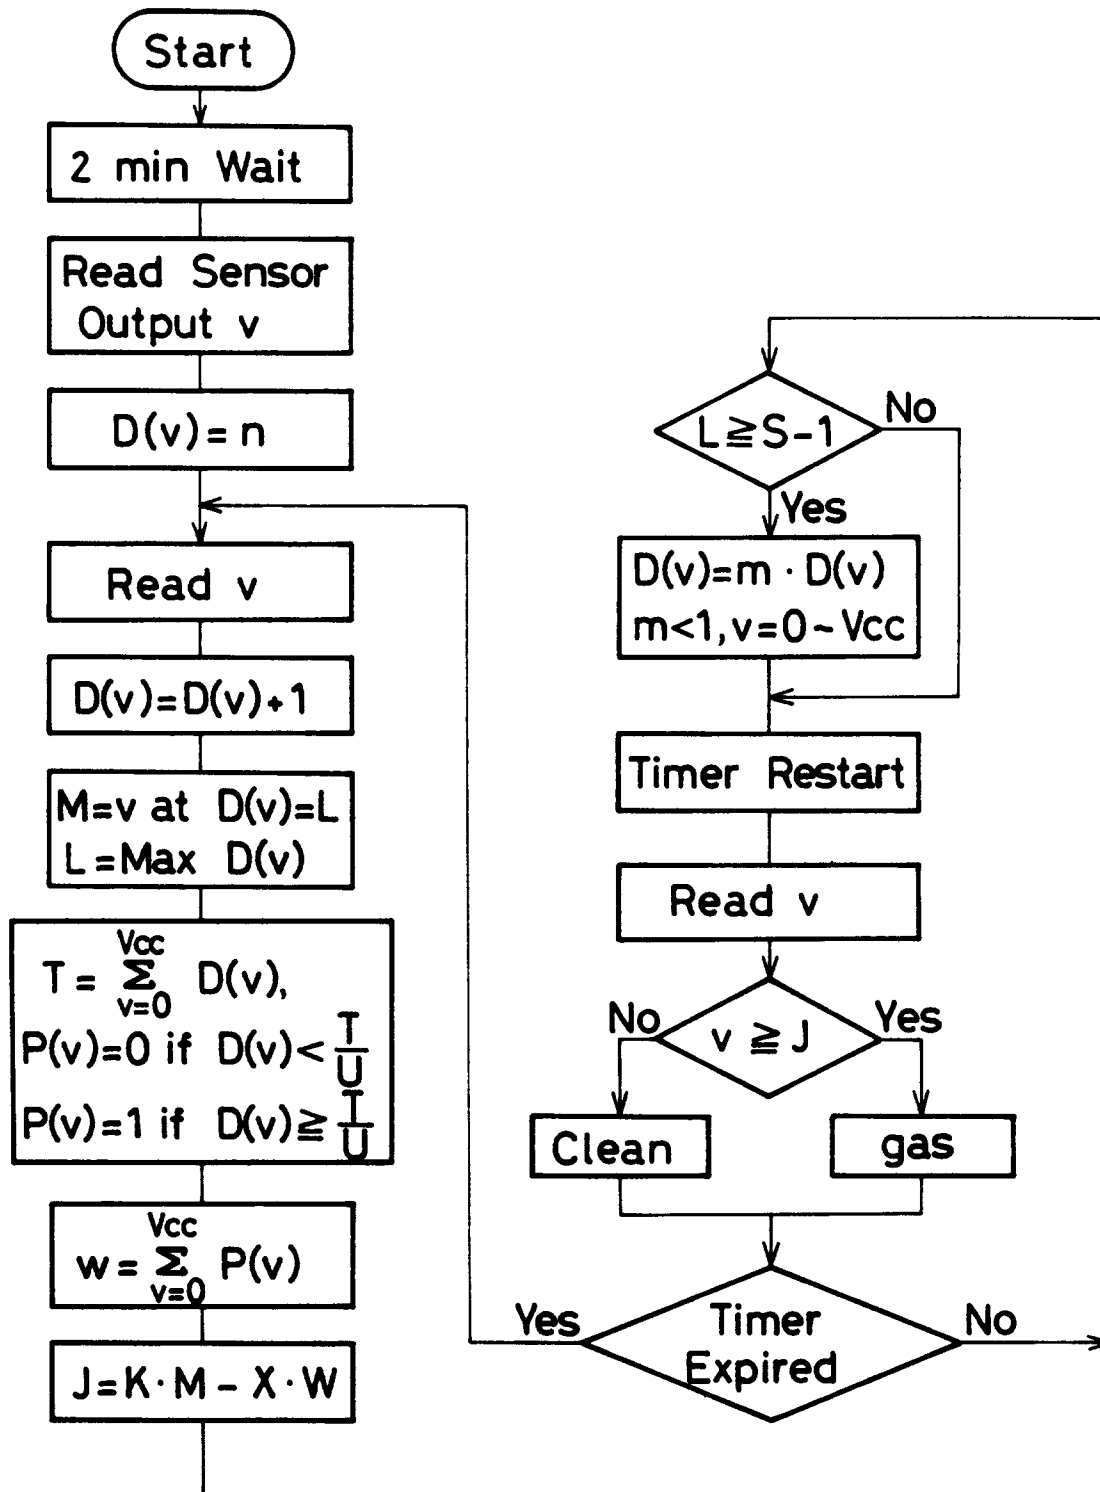 Start
2 min Wait
Read Sensor
Output v
D(v)=n
Read v
D(v)=D(v)+1
M=v at D(v)=L
L=Max D(v)
T= Vcc Σ v=0 D(v),
P(v)=0 if D(v)< T/U
P(v)=1 if D(v)≧ T/U
w= Vcc Σ v=0 P(v)
J=K·M-X·W
L≧S-1
No
Yes
D(v)=m·D(v)
m<1,v=0~Vcc
Timer Restart
Read v
v≧J
No
Yes
Clean
gas
Timer
Expired
Yes
No